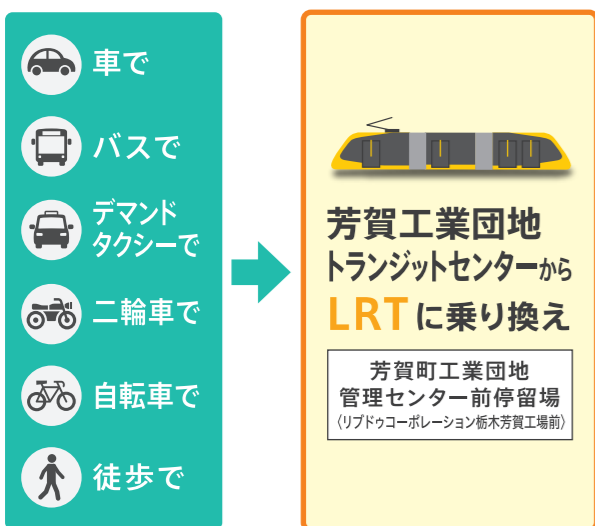 車で
バスで
デマンド
タクシーで
二輪車で
自転車で
徒歩で
芳賀工業団地
トランジットセンターから
LRTに乗り換え
芳賀町工業団地
管理センター前停留場
〈リブドゥコーポレーション栃木芳賀工場前〉